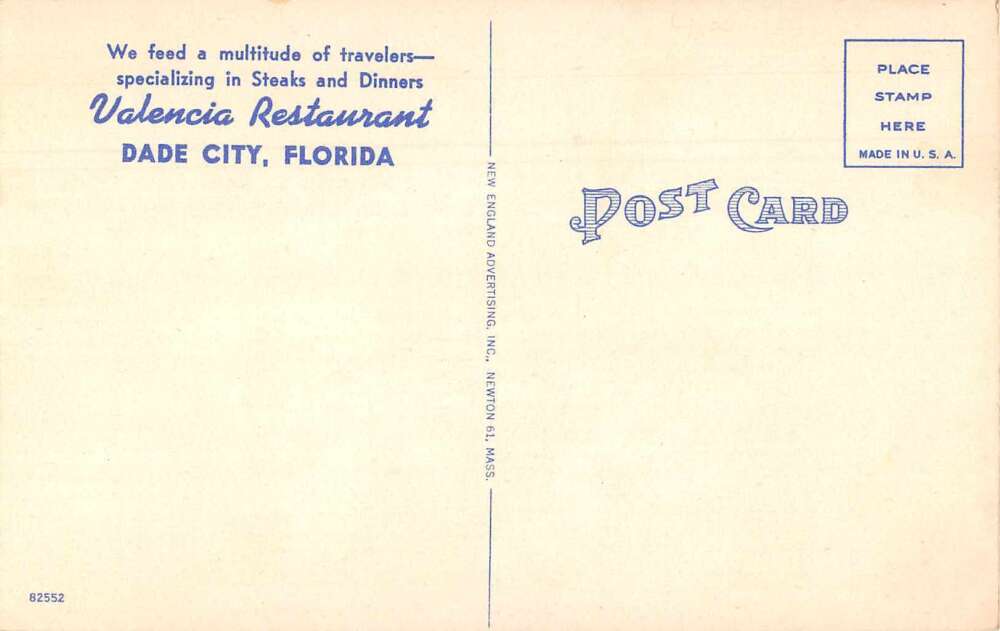 We feed a multitude of travelers—
specializing in Steaks and Dinners
Valencia Restaurant
DADE CITY, FLORIDA
NEW ENGLAND ADVERTISING, INC., NEWTON 61, MASS.
PLACE
STAMP
HERE
MADE IN U. S. A.
POST CARD
82552